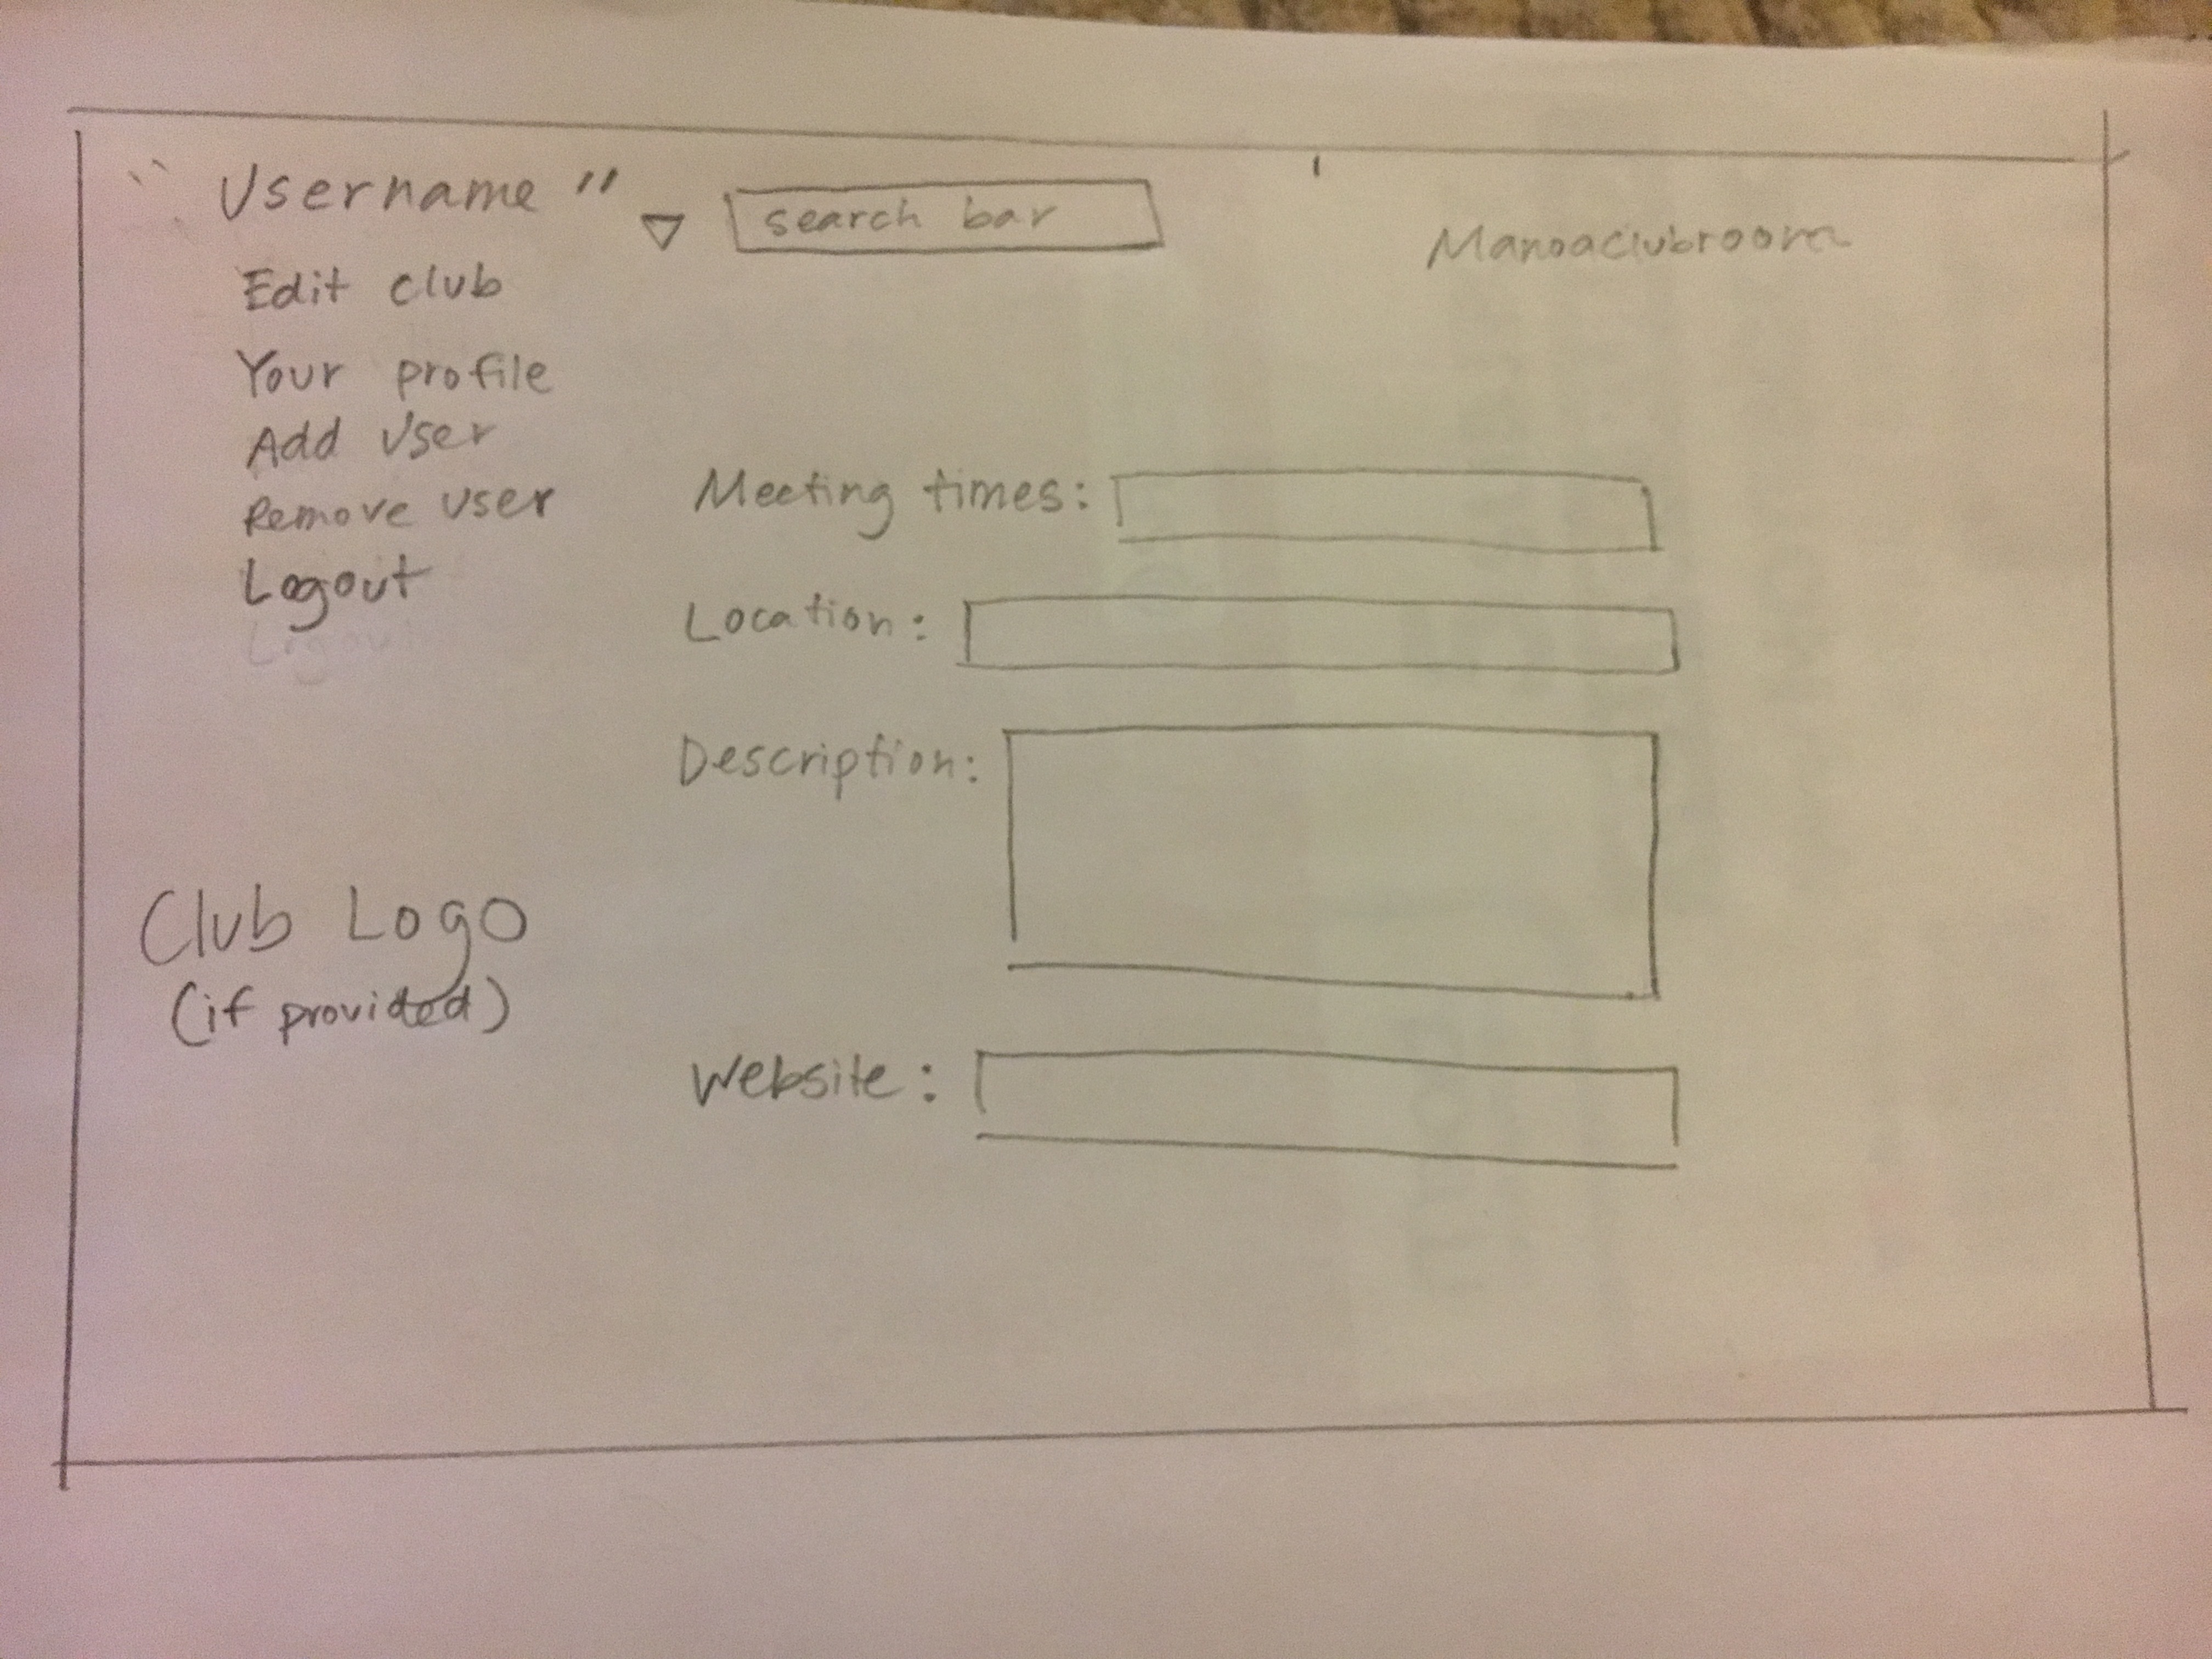 "Username"
search bar
Manoaclubroom
Edit club
Your profile
Add user
Remove user
Logout
Logout
Meeting times:
Location:
Description:
Club Logo
(if provided)
Website: